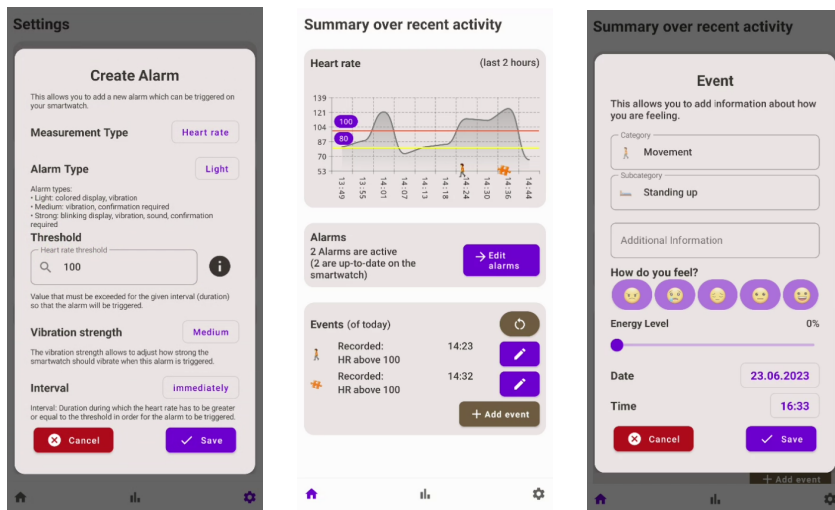 Settings
Create Alarm
This allows you to add a new alarm which can be triggered on
your smartwatch.
Measurement Type
Heart rate
Alarm Type
Light
Alarm types:
• Light: colored display, vibration
• Medium: vibration, confirmation required
• Strong: blinking display, vibration, sound, confirmation
required
Threshold
Heart rate threshold
100
i
Value that must be exceeded for the given interval (duration)
so that the alarm will be triggered.
Vibration strength
Medium
The vibration strength allows to adjust how strong the
smartwatch should vibrate when this alarm is triggered.
Interval
immediately
Interval: Duration during which the heart rate has to be greater
or equal to the threshold in order for the alarm to be triggered.
Cancel
Save
Summary over recent activity
Heart rate
(last 2 hours)
139
121
104
87
70
53
100
80
13:49
13:55
14:01
14:07
14:13
14:18
14:24
14:30
14:36
14:44
Alarms
2 Alarms are active
(2 are up-to-date on the
smartwatch)
Edit
alarms
Events (of today)
Recorded:
HR above 100
14:23
Recorded:
HR above 100
14:32
+ Add event
Summary over recent activity
Event
This allows you to add information about how
you are feeling.
Category
Movement
Subcategory
Standing up
Additional Information
How do you feel?
Energy Level
0%
Date
23.06.2023
Time
16:33
Cancel
Save
+ Add event